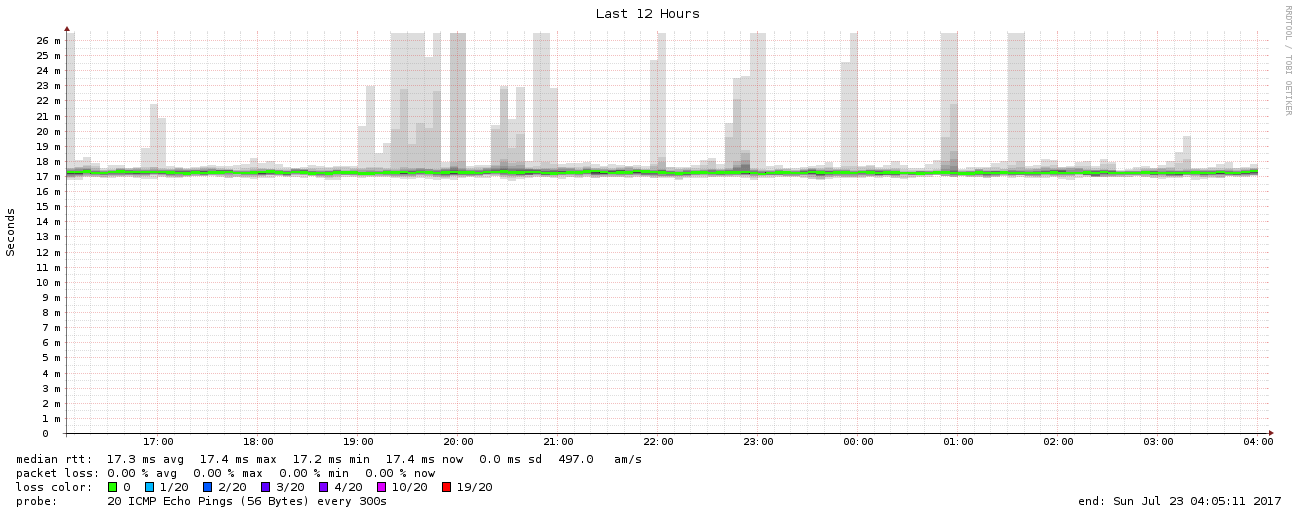 Last 12 Hours
RRDTOOL / TOBI OETIKER
Seconds
26 m
25 m
24 m
23 m
22 m
21 m
20 m
19 m
18 m
17 m
16 m
15 m
14 m
13 m
12 m
11 m
10 m
9 m
8 m
7 m
6 m
5 m
4 m
3 m
2 m
1 m
0
17:00 18:00 19:00 20:00 21:00 22:00 23:00 00:00 01:00 02:00 03:00 04:00
median rtt: 17.3 ms avg 17.4 ms max 17.2 ms min 17.4 ms now 0.0 ms sd 497.0 am/s
packet loss: 0.00 % avg 0.00 % max 0.00 % min 0.00 % now
loss color: 0 1/20 2/20 3/20 4/20 10/20 19/20
probe: 20 ICMP Echo Pings (56 Bytes) every 300s end: Sun Jul 23 04:05:11 2017